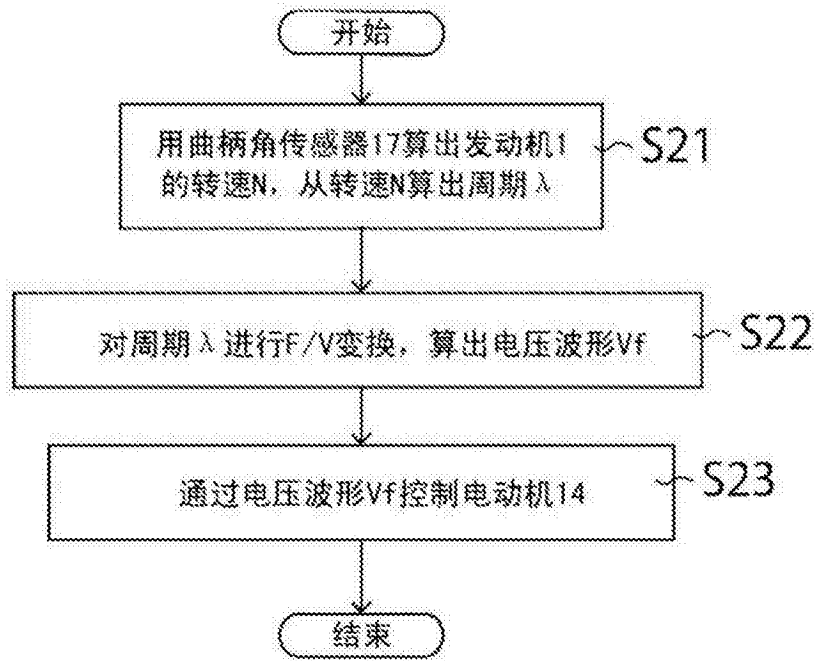 开始
用曲柄角传感器17算出发动机1
的转速N，从转速N算出周期λ
S21
对周期λ进行F/V变换，算出电压波形Vf
S22
通过电压波形Vf控制电动机14
S23
结束